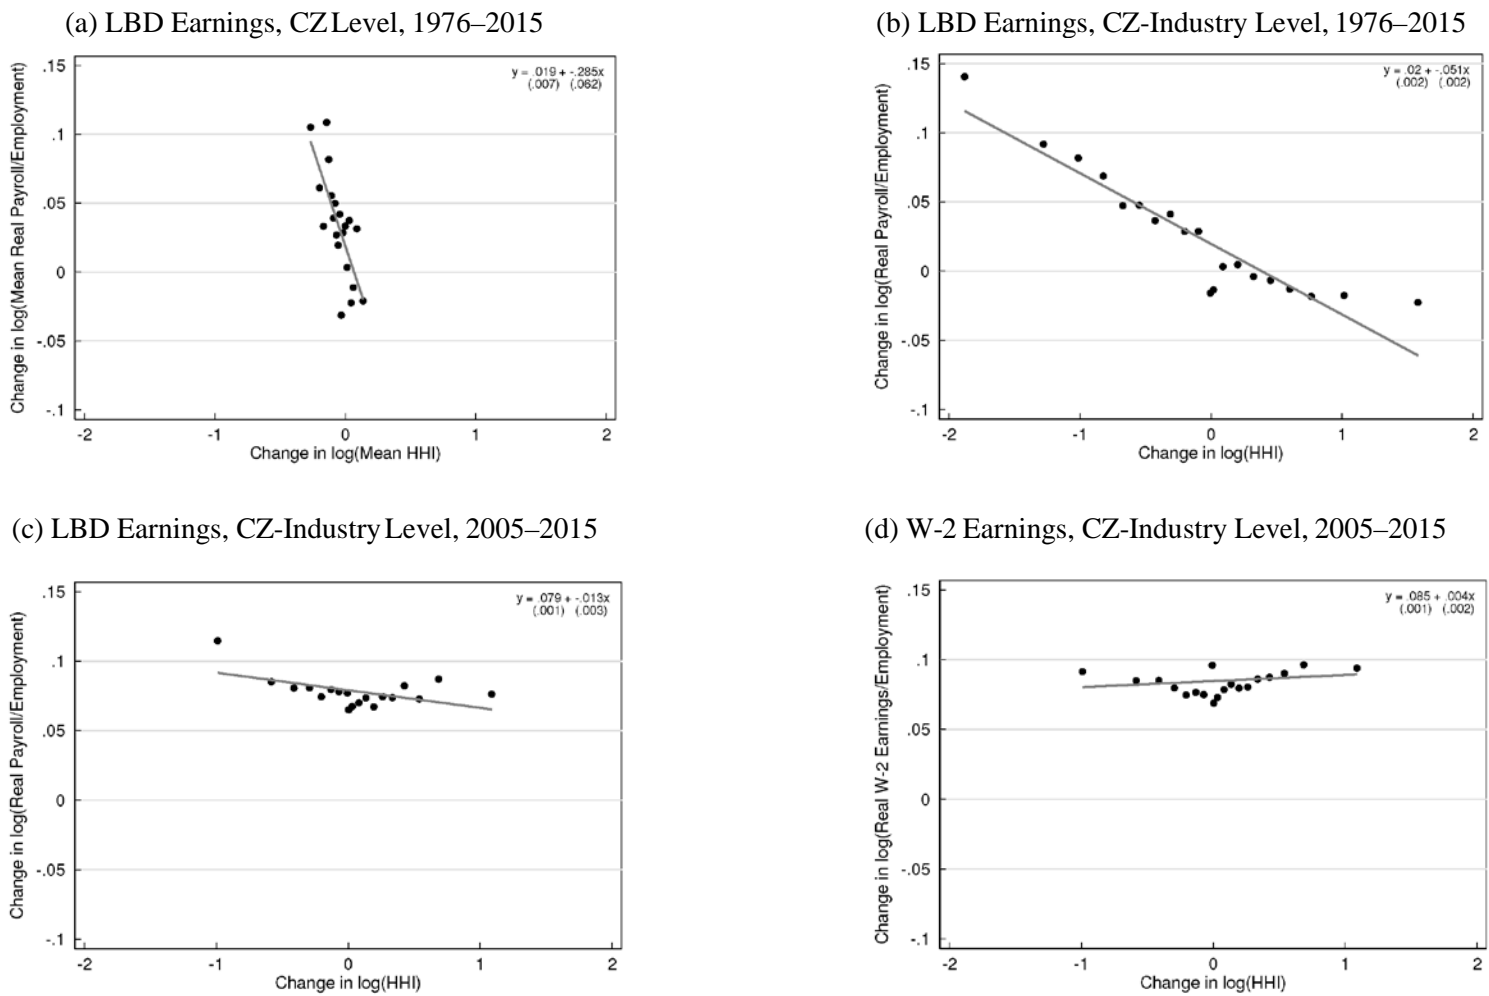 (a) LBD Earnings, CZ Level, 1976–2015
y = .019 + -.285x
(.007) (.062)
Change in log(Mean Real Payroll/Employment)
.15
.1
.05
0
-.05
-.1
-2 -1 0 1 2
Change in log(Mean HHI)
(b) LBD Earnings, CZ-Industry Level, 1976–2015
y = .02 + -.051x
(.002) (.002)
Change in log(Real Payroll/Employment)
.15
.1
.05
0
-.05
-.1
-2 -1 0 1 2
Change in log(HHI)
(c) LBD Earnings, CZ-Industry Level, 2005–2015
y = .079 + -.013x
(.001) (.003)
Change in log(Real Payroll/Employment)
.15
.1
.05
0
-.05
-.1
-2 -1 0 1 2
Change in log(HHI)
(d) W-2 Earnings, CZ-Industry Level, 2005–2015
y = .085 + .004x
(.001) (.002)
Change in log(Real W-2 Earnings/Employment)
.15
.1
.05
0
-.05
-.1
-2 -1 0 1 2
Change in log(HHI)